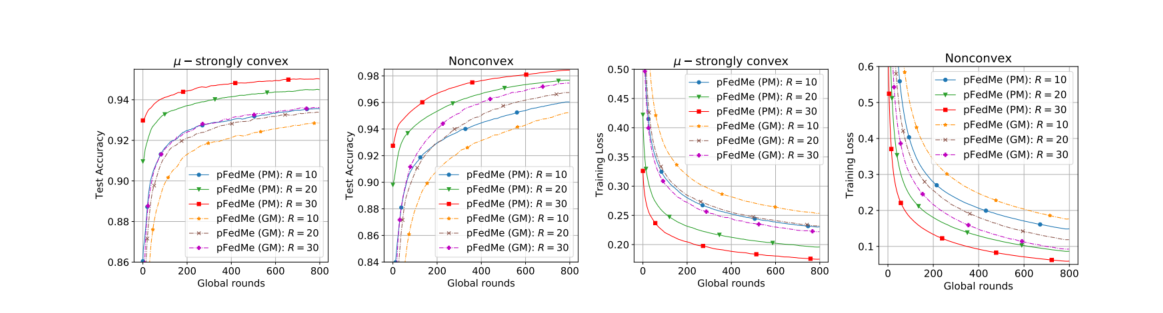 μ − strongly convex
Test Accuracy
0.94
0.92
0.90
0.88
0.86
pFedMe (PM): R = 10
pFedMe (PM): R = 20
pFedMe (PM): R = 30
pFedMe (GM): R = 10
pFedMe (GM): R = 20
pFedMe (GM): R = 30
0 200 400 600 800
Global rounds
Nonconvex
Test Accuracy
0.98
0.96
0.94
0.92
0.90
0.88
0.86
0.84
pFedMe (PM): R = 10
pFedMe (PM): R = 20
pFedMe (PM): R = 30
pFedMe (GM): R = 10
pFedMe (GM): R = 20
pFedMe (GM): R = 30
0 200 400 600 800
Global rounds
μ − strongly convex
Training Loss
0.50
0.45
0.40
0.35
0.30
0.25
0.20
pFedMe (PM): R = 10
pFedMe (PM): R = 20
pFedMe (PM): R = 30
pFedMe (GM): R = 10
pFedMe (GM): R = 20
pFedMe (GM): R = 30
0 200 400 600 800
Global rounds
Nonconvex
Training Loss
0.6
0.5
0.4
0.3
0.2
0.1
pFedMe (PM): R = 10
pFedMe (PM): R = 20
pFedMe (PM): R = 30
pFedMe (GM): R = 10
pFedMe (GM): R = 20
pFedMe (GM): R = 30
0 200 400 600 800
Global rounds